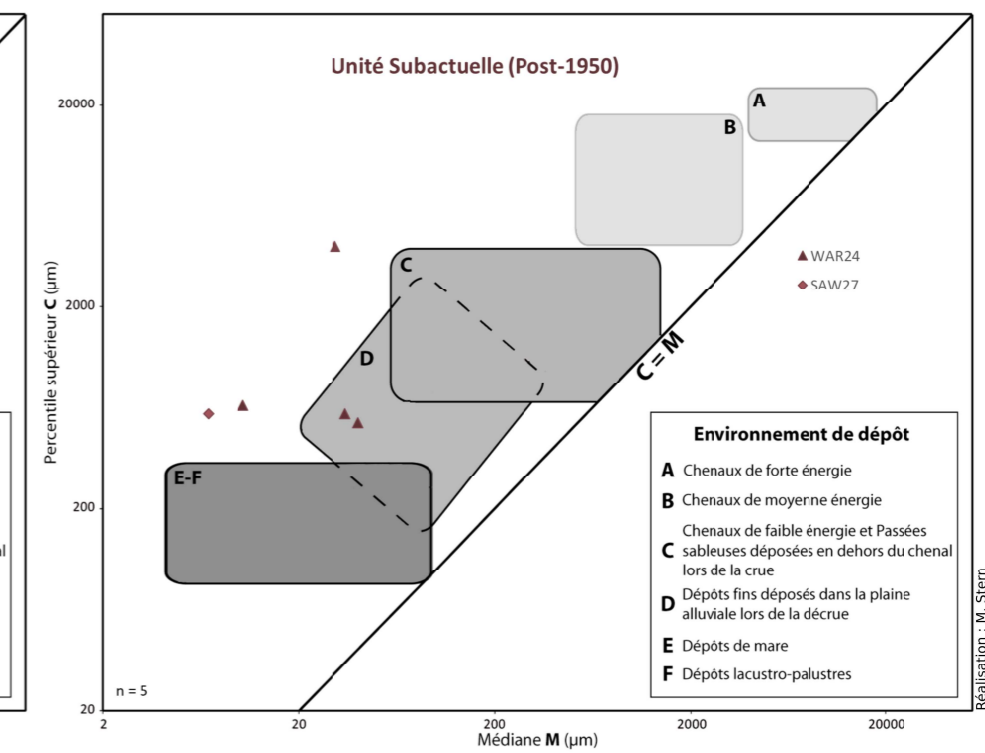 Unité Subactuelle (Post-1950)
20000
2000
200
20
Percentile supérieur C (µm)
A
B
C
D
E-F
C = M
WAR24
SAW27
Environnement de dépôt
A Chenaux de forte énergie
B Chenaux de moyenne énergie
Chenaux de faible énergie et Passées
C sableuses déposées en dehors du chenal
lors de la crue
Dépôts fins déposés dans la plaine
D
alluviale lors de la décrue
E Dépôts de mare
F Dépôts lacustro-palustres
n = 5
2
20
200
2000
20000
Médiane M (µm)
Réalisation : M. Stern